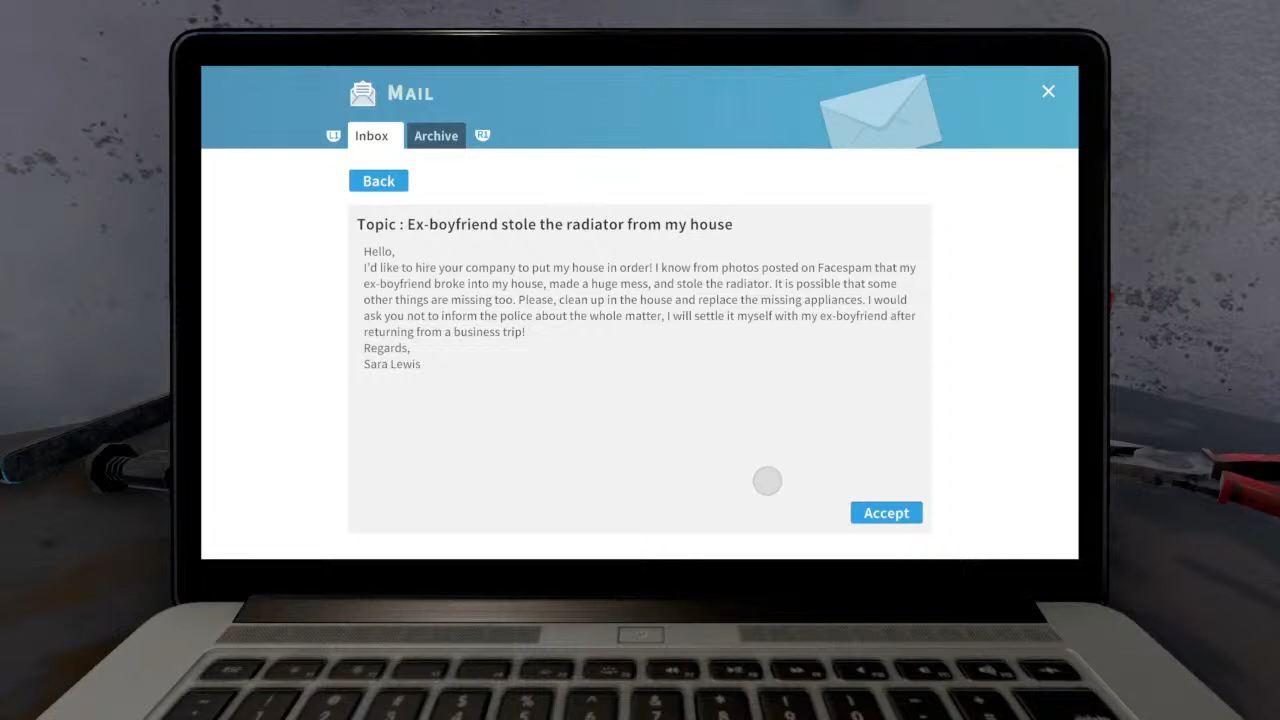 MAIL
L1 Inbox Archive R1
Back
Topic : Ex-boyfriend stole the radiator from my house
Hello,
I'd like to hire your company to put my house in order! I know from photos posted on Facespam that my
ex-boyfriend broke into my house, made a huge mess, and stole the radiator. It is possible that some
other things are missing too. Please, clean up in the house and replace the missing appliances. I would
ask you not to inform the police about the whole matter, I will settle it myself with my ex-boyfriend after
returning from a business trip!
Regards,
Sara Lewis
Accept